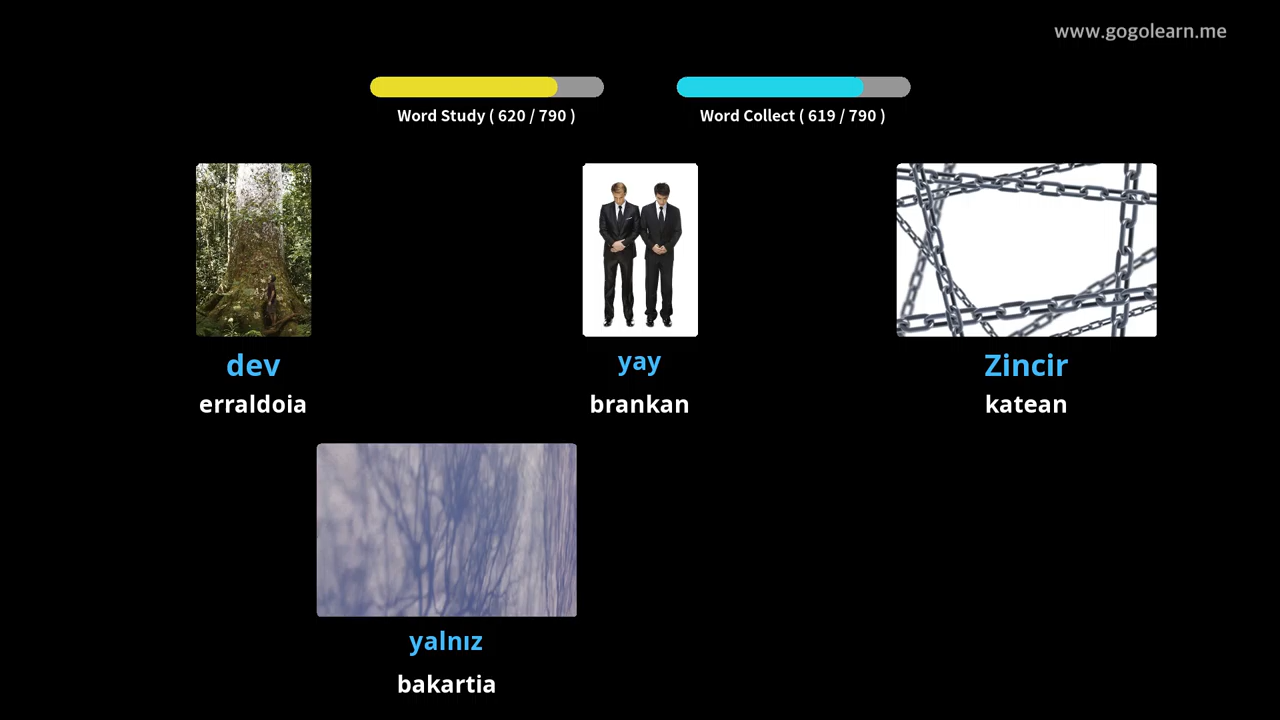 www.gogolearn.me
Word Study ( 620 / 790 )
Word Collect ( 619 / 790 )
dev
yay
Zincir
erraldoia
brankan
katean
yalnız
bakartia